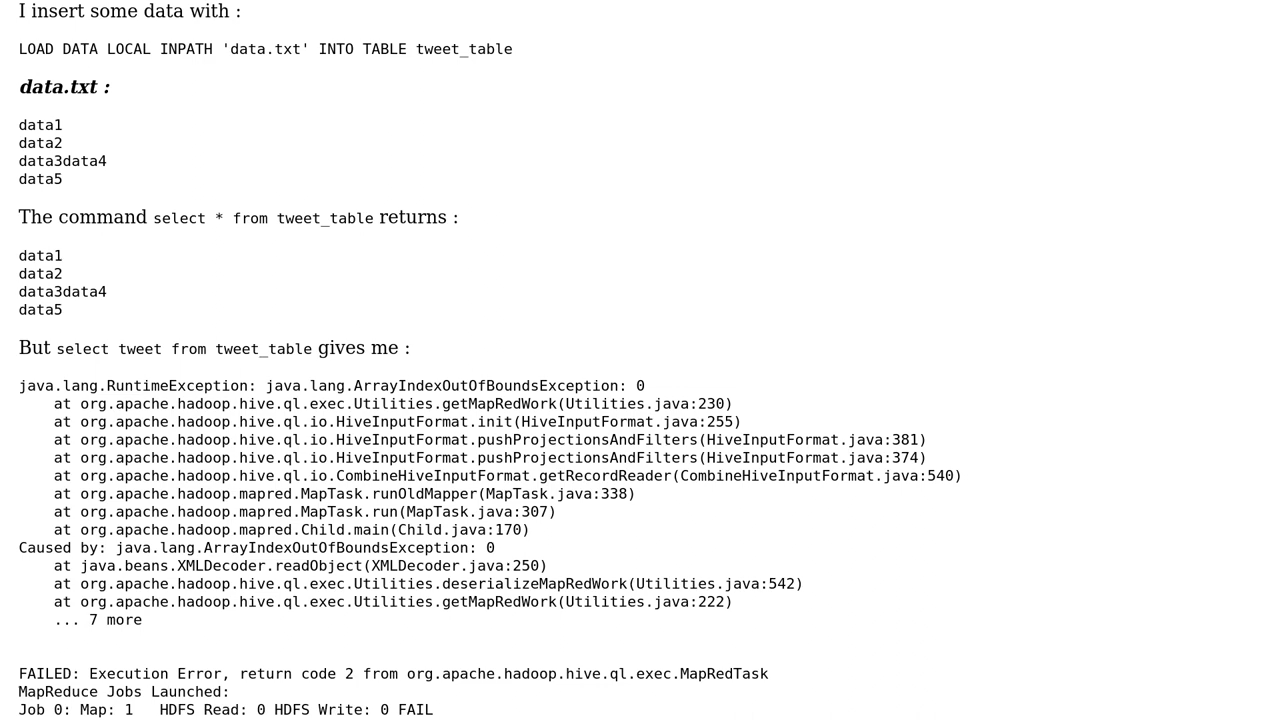 I insert some data with :
LOAD DATA LOCAL INPATH 'data.txt' INTO TABLE tweet_table
data.txt :
data1
data2
data3data4
data5
The command select * from tweet_table returns :
data1
data2
data3data4
data5
But select tweet from tweet_table gives me :
java.lang.RuntimeException: java.lang.ArrayIndexOutOfBoundsException: 0
    at org.apache.hadoop.hive.ql.exec.Utilities.getMapRedWork(Utilities.java:230)
    at org.apache.hadoop.hive.ql.io.HiveInputFormat.init(HiveInputFormat.java:255)
    at org.apache.hadoop.hive.ql.io.HiveInputFormat.pushProjectionsAndFilters(HiveInputFormat.java:381)
    at org.apache.hadoop.hive.ql.io.HiveInputFormat.pushProjectionsAndFilters(HiveInputFormat.java:374)
    at org.apache.hadoop.hive.ql.io.CombineHiveInputFormat.getRecordReader(CombineHiveInputFormat.java:540)
    at org.apache.hadoop.mapred.MapTask.runOldMapper(MapTask.java:338)
    at org.apache.hadoop.mapred.MapTask.run(MapTask.java:307)
    at org.apache.hadoop.mapred.Child.main(Child.java:170)
Caused by: java.lang.ArrayIndexOutOfBoundsException: 0
    at java.beans.XMLDecoder.readObject(XMLDecoder.java:250)
    at org.apache.hadoop.hive.ql.exec.Utilities.deserializeMapRedWork(Utilities.java:542)
    at org.apache.hadoop.hive.ql.exec.Utilities.getMapRedWork(Utilities.java:222)
    ... 7 more
FAILED: Execution Error, return code 2 from org.apache.hadoop.hive.ql.exec.MapRedTask
MapReduce Jobs Launched:
Job 0: Map: 1   HDFS Read: 0 HDFS Write: 0 FAIL